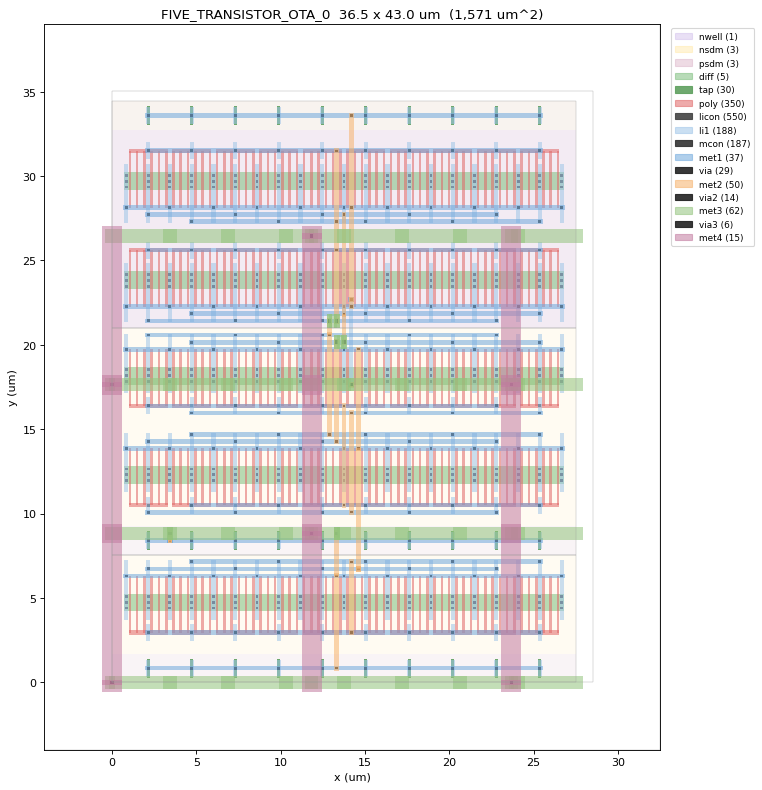 FIVE_TRANSISTOR_OTA_0  36.5 x 43.0 um  (1,571 um^2)
nwell (1)
nsdm (3)
psdm (3)
diff (5)
tap (30)
poly (350)
licon (550)
li1 (188)
mcon (187)
met1 (37)
via (29)
met2 (50)
via2 (14)
met3 (62)
via3 (6)
met4 (15)
y (um)
35
30
25
20
15
10
5
0
0 5 10 15 20 25 30
x (um)